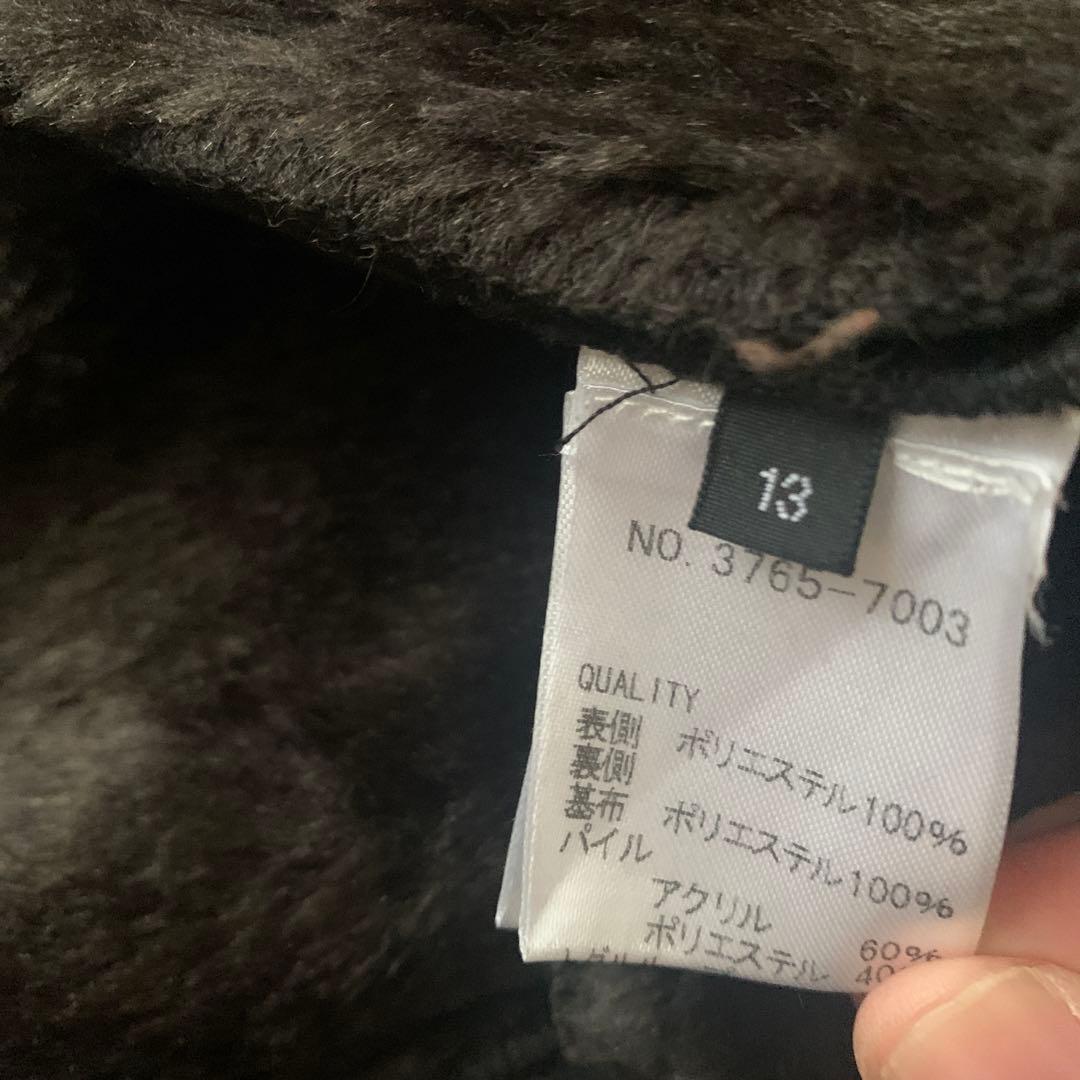 13
NO. 3765-7003
QUALITY
表側 ポリエステル100%
裏側
基布 ポリエステル100%
パイル
アクリル 60%
ポリエステル 40